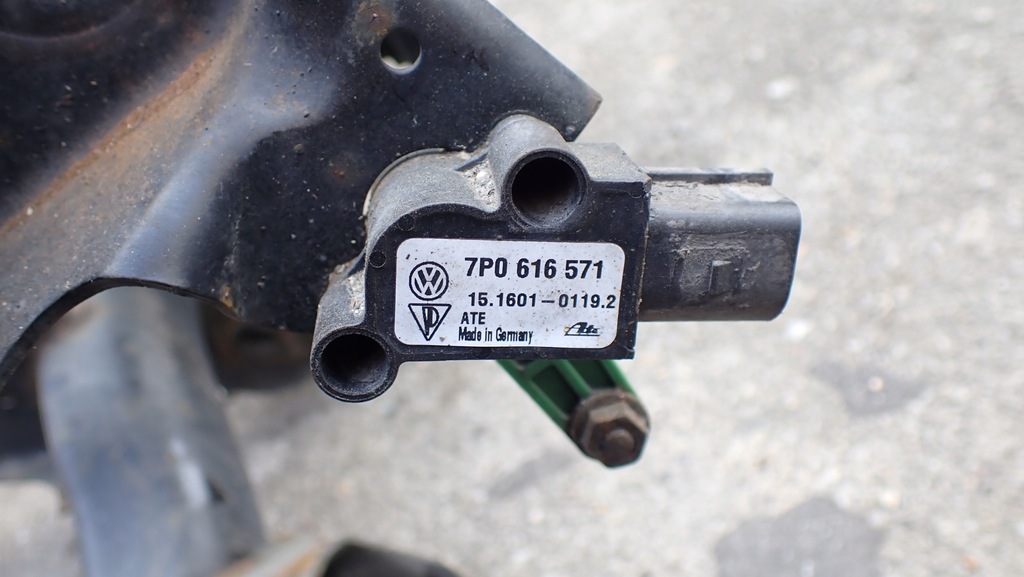 7P0 616 571
15.1601-0119.2
ATE
Made in Germany
Ate